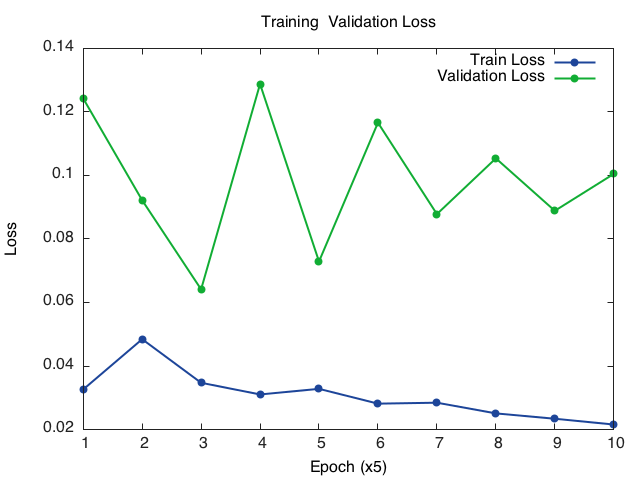 Training  Validation Loss
0.14
0.12
0.1
0.08
0.06
0.04
0.02
Loss
Train Loss
Validation Loss
1 2 3 4 5 6 7 8 9 10
Epoch (x5)